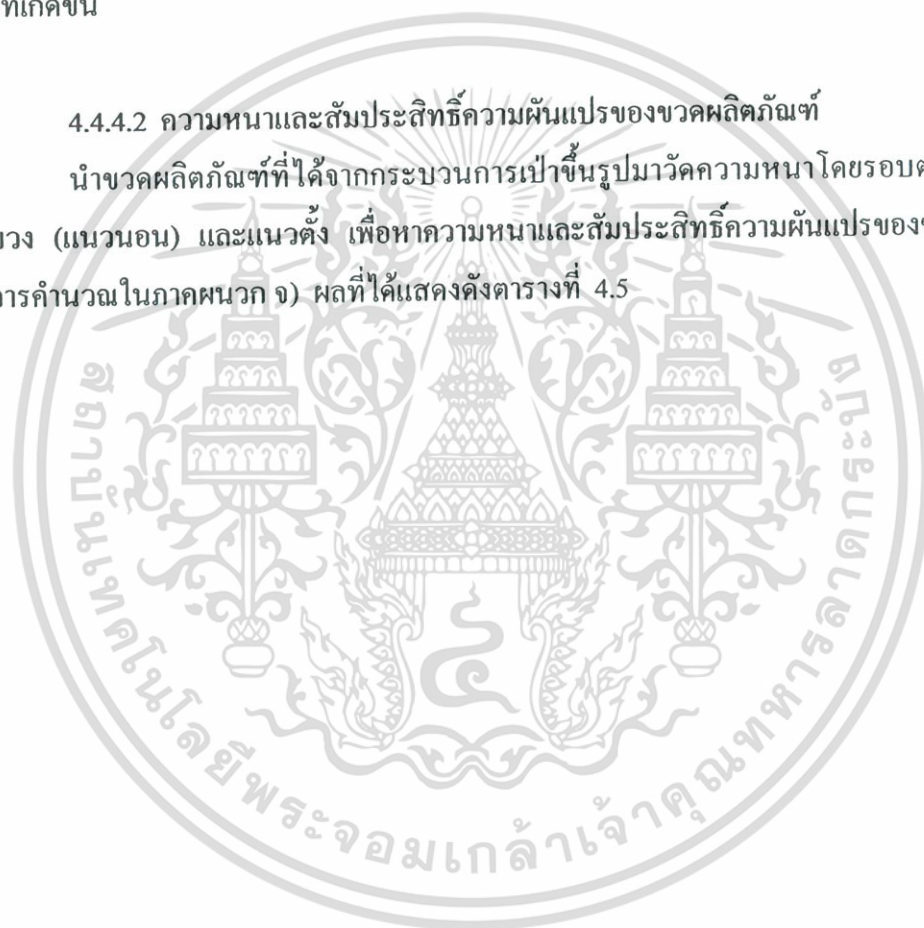 ที่เกิดขึ้น
4.4.4.2 ความหนาและสัมประสิทธิ์ความผันแปรของขวดผลิตภัณฑ์
นำขวดผลิตภัณฑ์ที่ได้จากกระบวนการเป่าขึ้นรูปมาวัดความหนาโดยรอบ
(แนวนอน) และแนวตั้ง เพื่อหาความหนาและสัมประสิทธิ์ความผันแปรของ
การคำนวณในภาคผนวก จ) ผลที่ได้แสดงดังตารางที่ 4.5
สถาบันเทคโนโลยีพระจอมเกล้าเจ้าคุณทหารลาดกระบัง